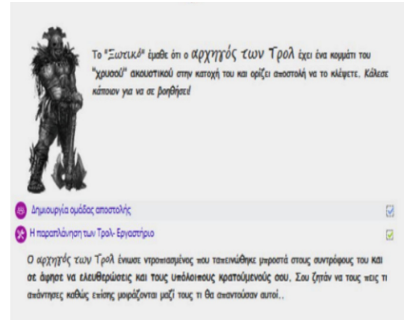 Το "Ξωτικό" έμαθε ότι ο αρχηγός των Τρολ έχει ένα κομμάτι του
"χρυσού" ακουστικού στην κατοχή του και ορίζει αποστολή να το κλέψετε. Κάλεσε
κάποιον για να σε βοηθήσει!
Δημιουργία ομάδας αποστολής
Η παραπλάνηση των Τρολ- Εργαστήριο
Ο αρχηγός των Τρολ ένιωσε ντροπιασμένος που ταπεινώθηκε μπροστά στους συντρόφους του και
σε άφησε να ελευθερώσεις και τους υπόλοιπους κρατούμενούς σου. Σου ζητάν να τους πεις τι
απάντησες καθώς επίσης μοιράζονται μαζί τους τι θα απαντούσαν αυτοί..